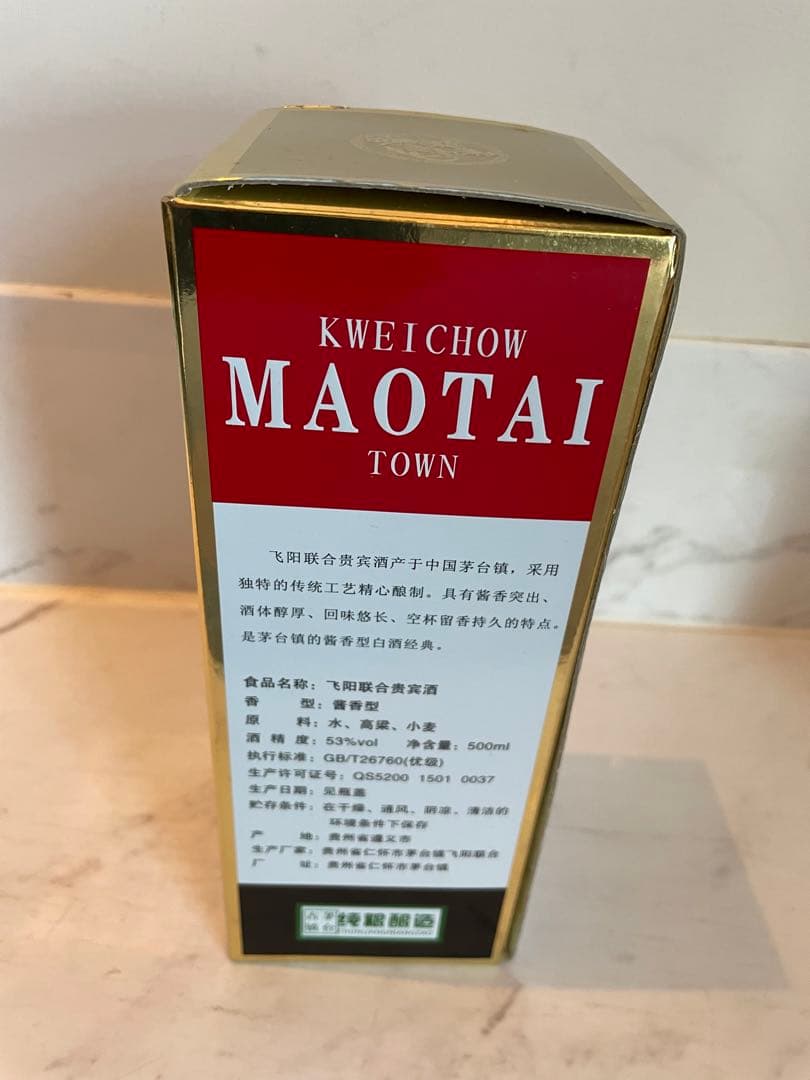 KWEICHOW
MAOTAI
TOWN
飞阳联合贵宾酒产于中国茅台镇，采用
独特的传统工艺精心酿制。具有酱香突出、
酒体醇厚、回味悠长、空杯留香持久的特点。
是茅台镇的酱香型白酒经典。
食品名称：飞阳联合贵宾酒
香 型：酱香型
原 料：水、高粱、小麦
酒 精 度：53%vol 净含量：500ml
执行标准：GB/T26760(优级)
生产许可证号：QS5200 1501 0037
生产日期：见瓶盖
贮存条件：在干燥、通风、阴凉、清洁的
环境条件下保存
产 地：贵州省遵义市
生产厂家：贵州省仁怀市茅台镇飞阳联合
厂 址：贵州省仁怀市茅台镇
纯粮酿造